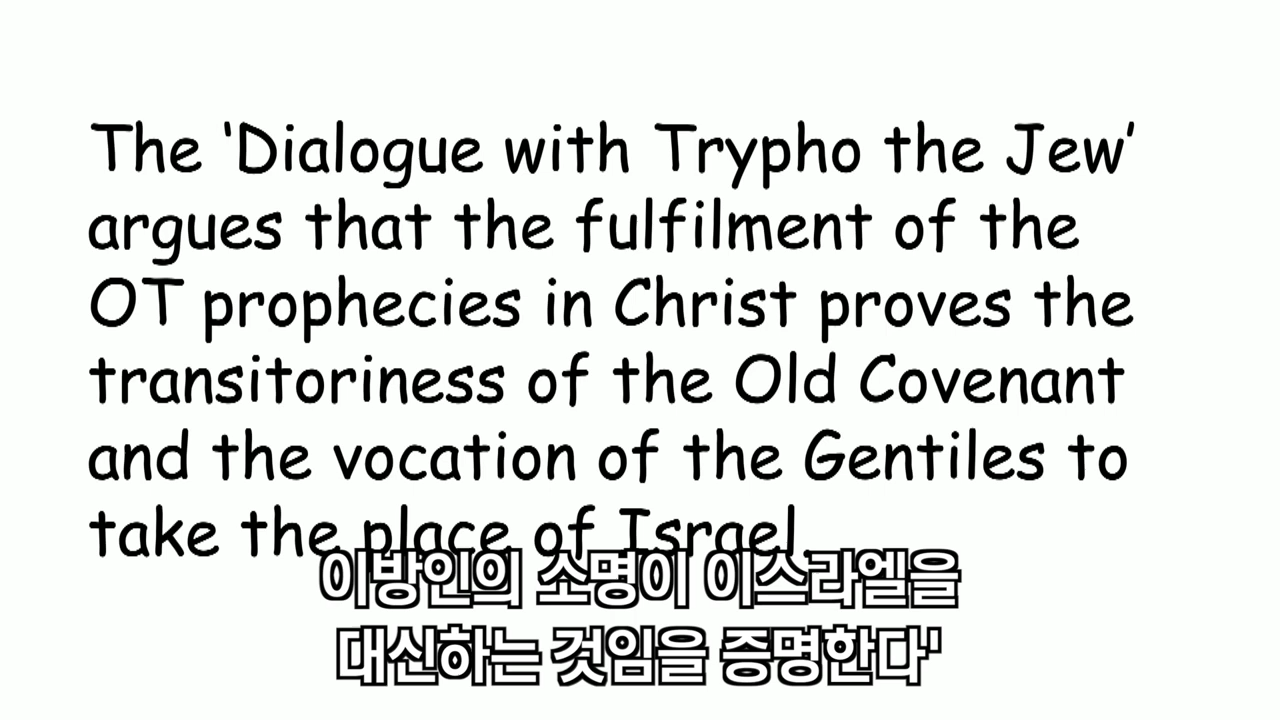 The ‘Dialogue with Trypho the Jew’
argues that the fulfilment of the
OT prophecies in Christ proves the
transitoriness of the Old Covenant
and the vocation of the Gentiles to
take the place of Israel.
이방인의 소명이 이스라엘을
대신하는 것임을 증명한다'